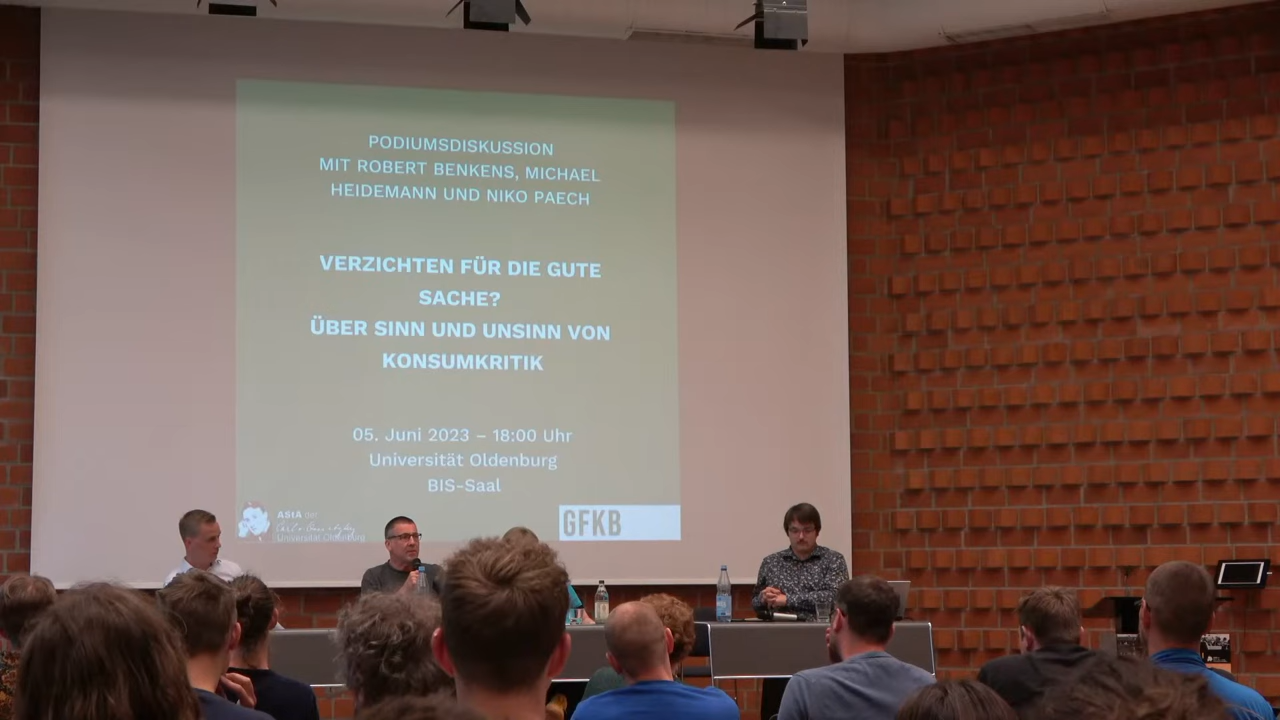 PODIUMSDISKUSSION
MIT ROBERT BENKENS, MICHAEL
HEIDEMANN UND NIKO PAECH
VERZICHTEN FÜR DIE GUTE
SACHE?
ÜBER SINN UND UNSINN VON
KONSUMKRITIK
05. Juni 2023 – 18:00 Uhr
Universität Oldenburg
BIS-Saal
AStA der
Universität Oldenburg
GFKB